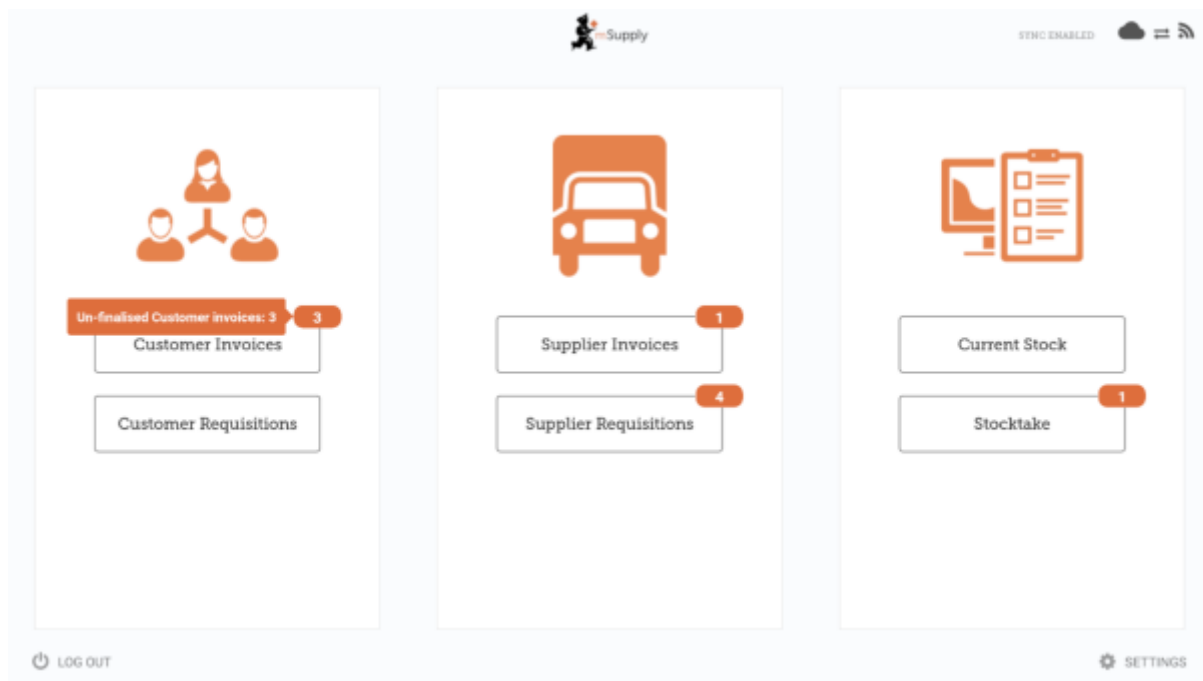 mSupply
SYNC ENABLED
Un-finalised Customer invoices: 3
3
Customer Invoices
Customer Requisitions
1
Supplier Invoices
4
Supplier Requisitions
Current Stock
1
Stocktake
LOG OUT
SETTINGS